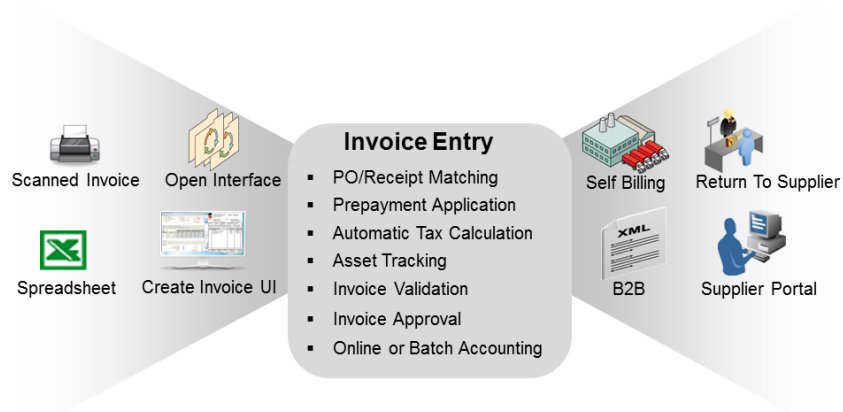 Invoice Entry
PO/Receipt Matching
Prepayment Application
Automatic Tax Calculation
Asset Tracking
Invoice Validation
Invoice Approval
Online or Batch Accounting
Scanned Invoice
Open Interface
Spreadsheet
Create Invoice UI
Self Billing
Return To Supplier
XML
B2B
Supplier Portal